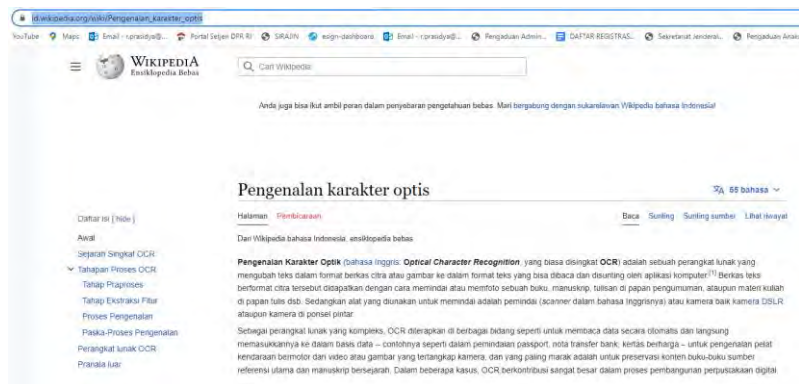 id.wikipedia.org/wiki/Pengenalan_karakter_optis
YouTube Maps Email - r.prasidya@... Portal Setjen DPR RI SIRAJIN esign-dashboard Email - r.prasidya@... Pengaduan Admin... DAFTAR REGISTRAS... Sekretariat Jenderal... Pengaduan Anak
WIKIPEDIA
Ensiklopedia Bebas
Cari Wikipedia
Anda juga bisa ikut ambil peran dalam penyebaran pengetahuan bebas. Mari bergabung dengan sukarelawan Wikipedia bahasa Indonesia!
Pengenalan karakter optis
65 bahasa
Daftar isi [hide]
Awal
Sejarah Singkat OCR
Tahapan Proses OCR
Tahap Praproses
Tahap Ekstraksi Fitur
Proses Pengenalan
Paska-Proses Pengenalan
Perangkat lunak OCR
Pranala luar
Halaman Pembicaraan
Baca Sunting Sunting sumber Lihat riwayat
Dari Wikipedia bahasa Indonesia, ensiklopedia bebas
Pengenalan Karakter Optik (bahasa Inggris: Optical Character Recognition, yang biasa disingkat OCR) adalah sebuah perangkat lunak yang
mengubah teks dalam format berkas citra atau gambar ke dalam format teks yang bisa dibaca dan disunting oleh aplikasi komputer.[1] Berkas teks
berformat citra tersebut didapatkan dengan cara memindai atau memfoto sebuah buku, manuskrip, tulisan di papan pengumuman, ataupun materi kuliah
di papan tulis dsb. Sedangkan alat yang diunakan untuk memindai adalah pemindai (scanner dalam bahasa Inggrisnya) atau kamera baik kamera DSLR
ataupun kamera di ponsel pintar
Sebagai perangkat lunak yang kompleks, OCR diterapkan di berbagai bidang seperti untuk membaca data secara otomatis dan langsung
memasukkannya ke dalam basis data – contohnya seperti dalam pemindaian passport, nota transfer bank, kertas berharga – untuk pengenalan pelat
kendaraan bermotor dari video atau gambar yang tertangkap kamera, dan yang paling marak adalah untuk preservasi konten buku-buku sumber
referensi utama dan manuskrip bersejarah. Dalam beberapa kasus, OCR berkontribusi sangat besar dalam proses pembangunan perpustakaan digital.